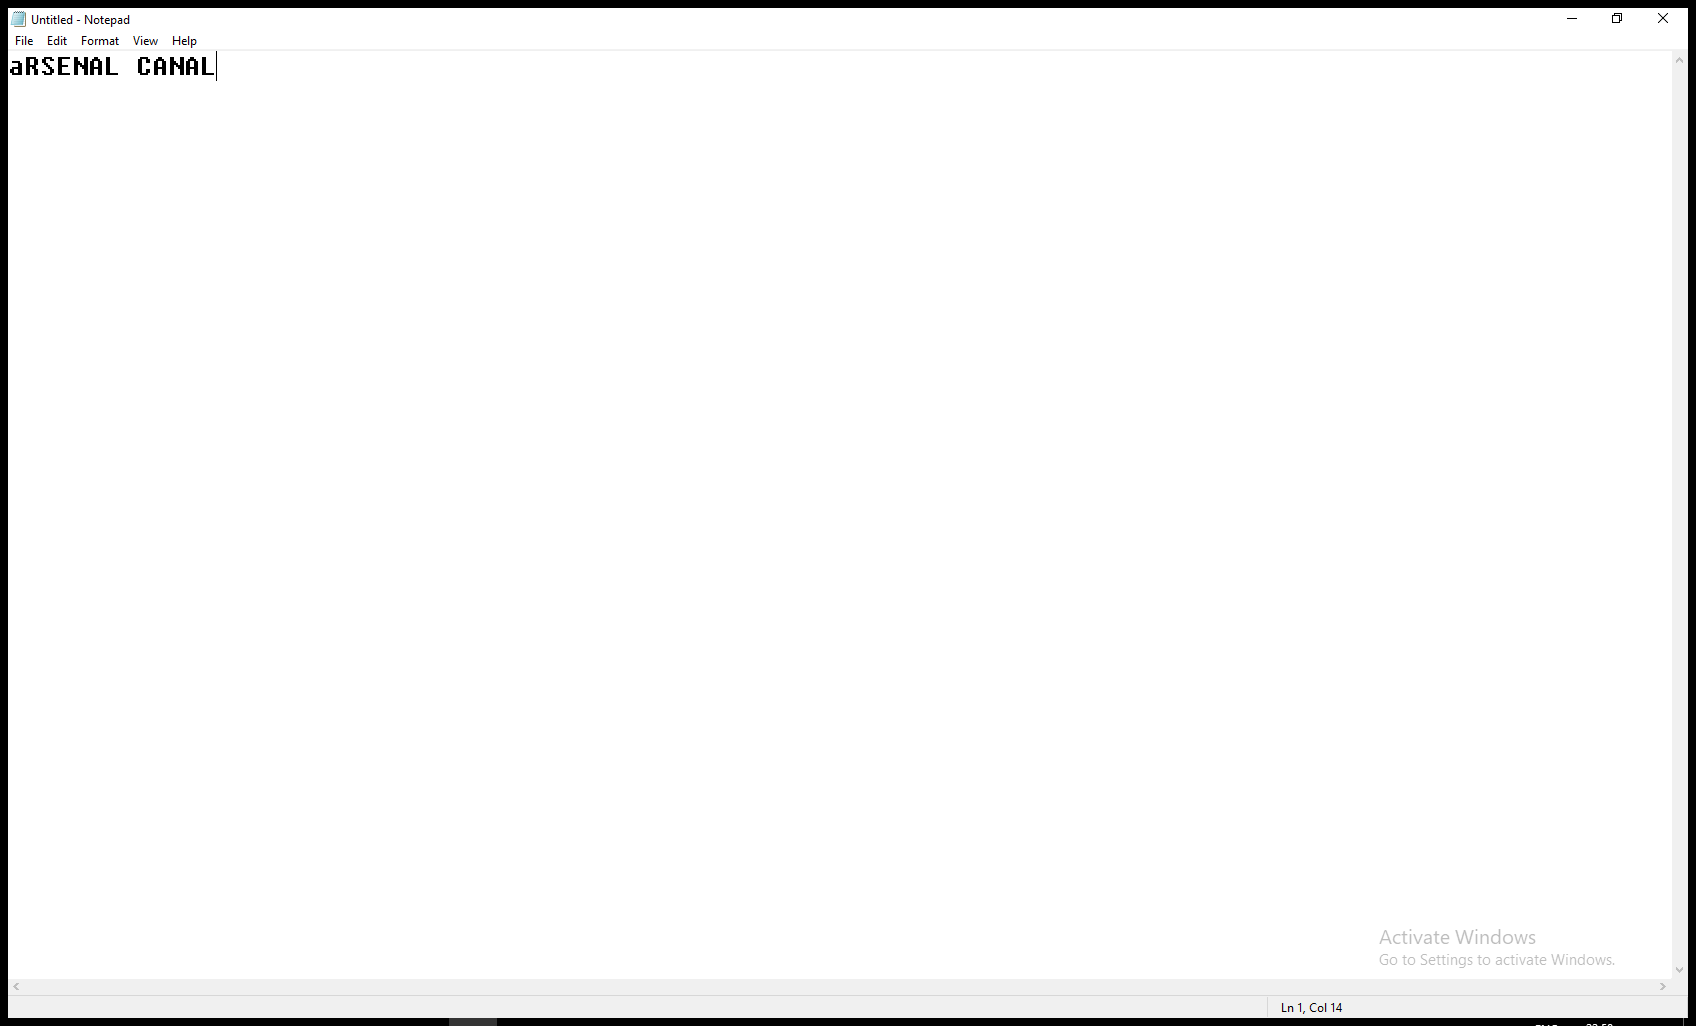 Untitled - Notepad
File Edit Format View Help
aRSENAL CANAL
Activate Windows
Go to Settings to activate Windows.
Ln 1, Col 14